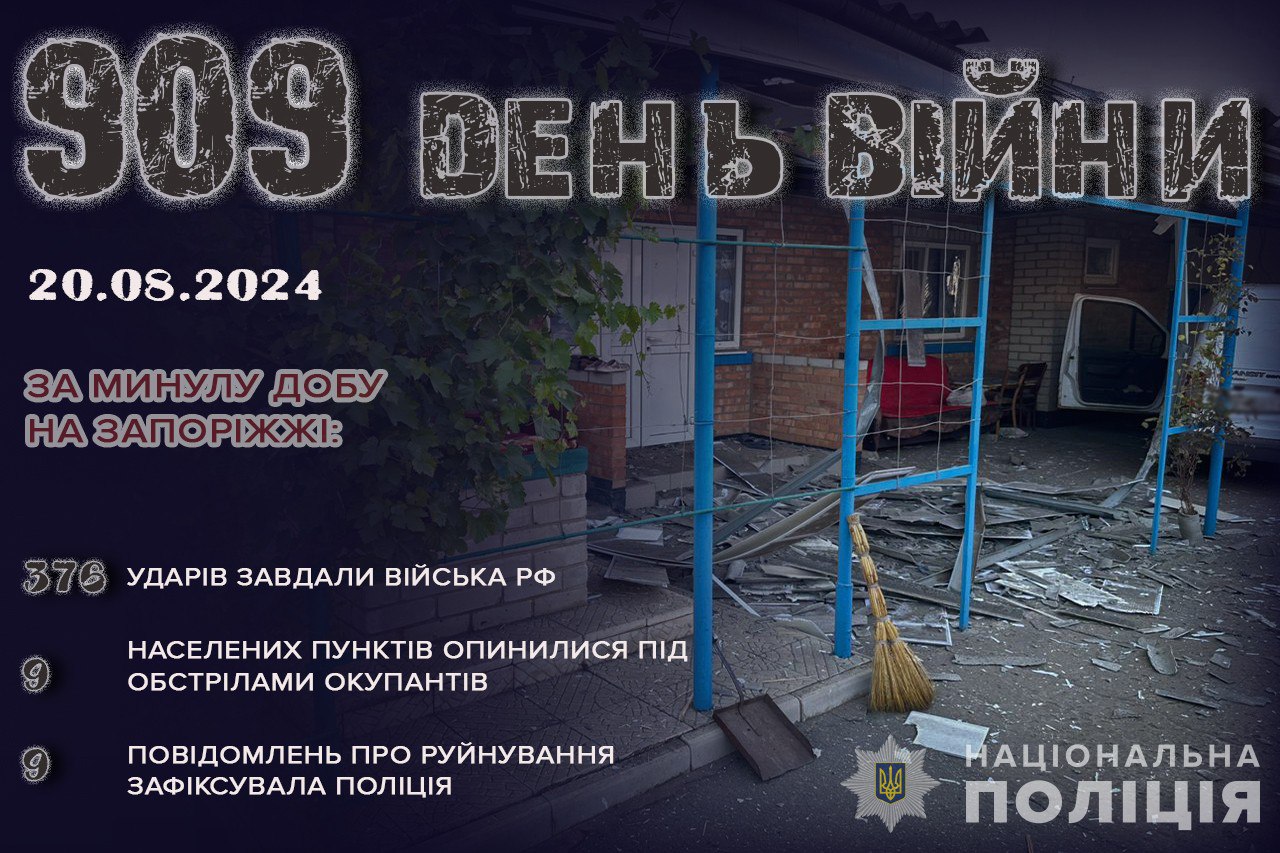 909 ДЕНЬ ВІЙНИ
20.08.2024
ЗА МИНУЛУ ДОБУ
НА ЗАПОРІЖЖІ:
376 УДАРІВ ЗАВДАЛИ ВІЙСЬКА РФ
9 НАСЕЛЕНИХ ПУНКТІВ ОПИНИЛИСЯ ПІД
ОБСТРІЛАМИ ОКУПАНТІВ
9 ПОВІДОМЛЕНЬ ПРО РУЙНУВАННЯ
ЗАФІКСУВАЛА ПОЛІЦІЯ
НАЦІОНАЛЬНА
ПОЛІЦІЯ